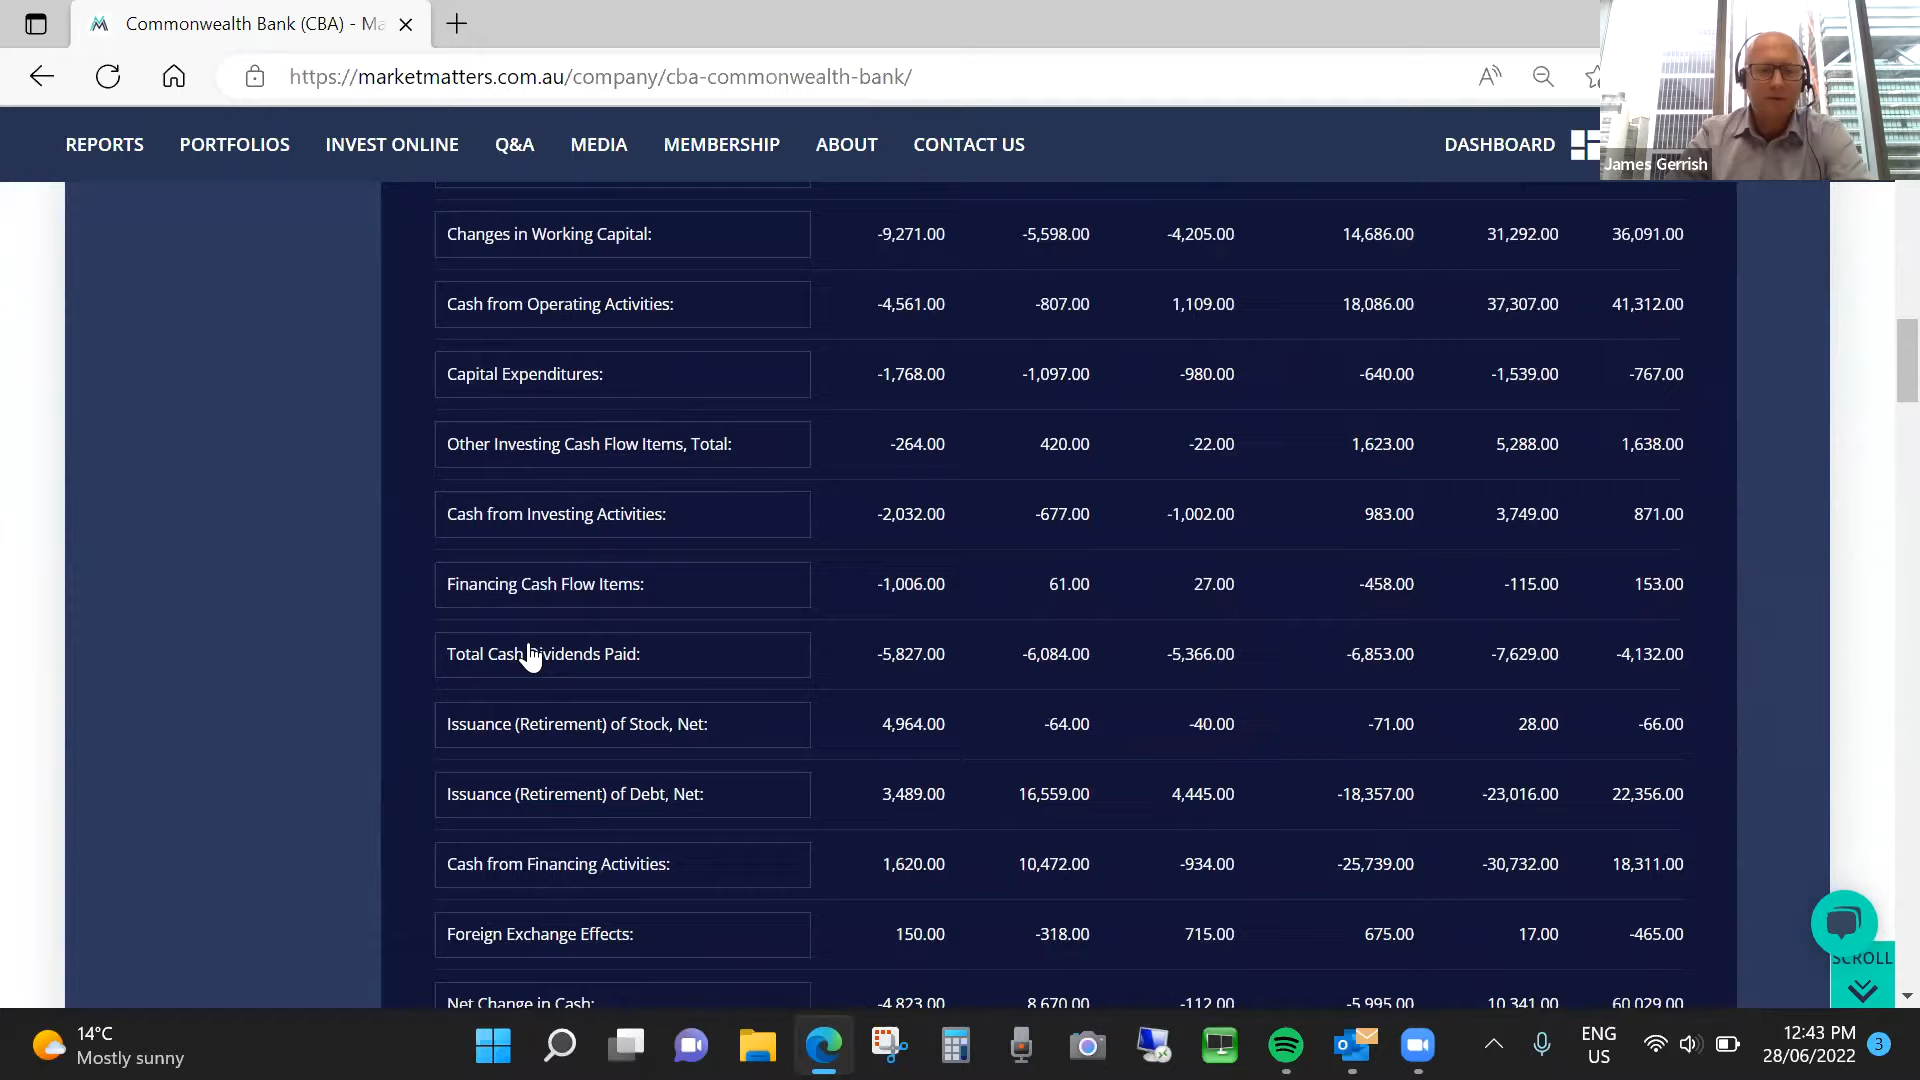 Commonwealth Bank (CBA) - Ma
https://marketmatters.com.au/company/cba-commonwealth-bank/
REPORTS PORTFOLIOS INVEST ONLINE Q&A MEDIA MEMBERSHIP ABOUT CONTACT US DASHBOARD
James Gerrish
Changes in Working Capital: -9,271.00 -5,598.00 -4,205.00 14,686.00 31,292.00 36,091.00
Cash from Operating Activities: -4,561.00 -807.00 1,109.00 18,086.00 37,307.00 41,312.00
Capital Expenditures: -1,768.00 -1,097.00 -980.00 -640.00 -1,539.00 -767.00
Other Investing Cash Flow Items, Total: -264.00 420.00 -22.00 1,623.00 5,288.00 1,638.00
Cash from Investing Activities: -2,032.00 -677.00 -1,002.00 983.00 3,749.00 871.00
Financing Cash Flow Items: -1,006.00 61.00 27.00 -458.00 -115.00 153.00
Total Cash Dividends Paid: -5,827.00 -6,084.00 -5,366.00 -6,853.00 -7,629.00 -4,132.00
Issuance (Retirement) of Stock, Net: 4,964.00 -64.00 -40.00 -71.00 28.00 -66.00
Issuance (Retirement) of Debt, Net: 3,489.00 16,559.00 4,445.00 -18,357.00 -23,016.00 22,356.00
Cash from Financing Activities: 1,620.00 10,472.00 -934.00 -25,739.00 -30,732.00 18,311.00
Foreign Exchange Effects: 150.00 -318.00 715.00 675.00 17.00 -465.00
SCROLL
Net Change in Cash: -4,823.00 8,670.00 -112.00 -5,995.00 10,341.00 60,029.00
14°C
Mostly sunny
ENG
US
12:43 PM
28/06/2022
3